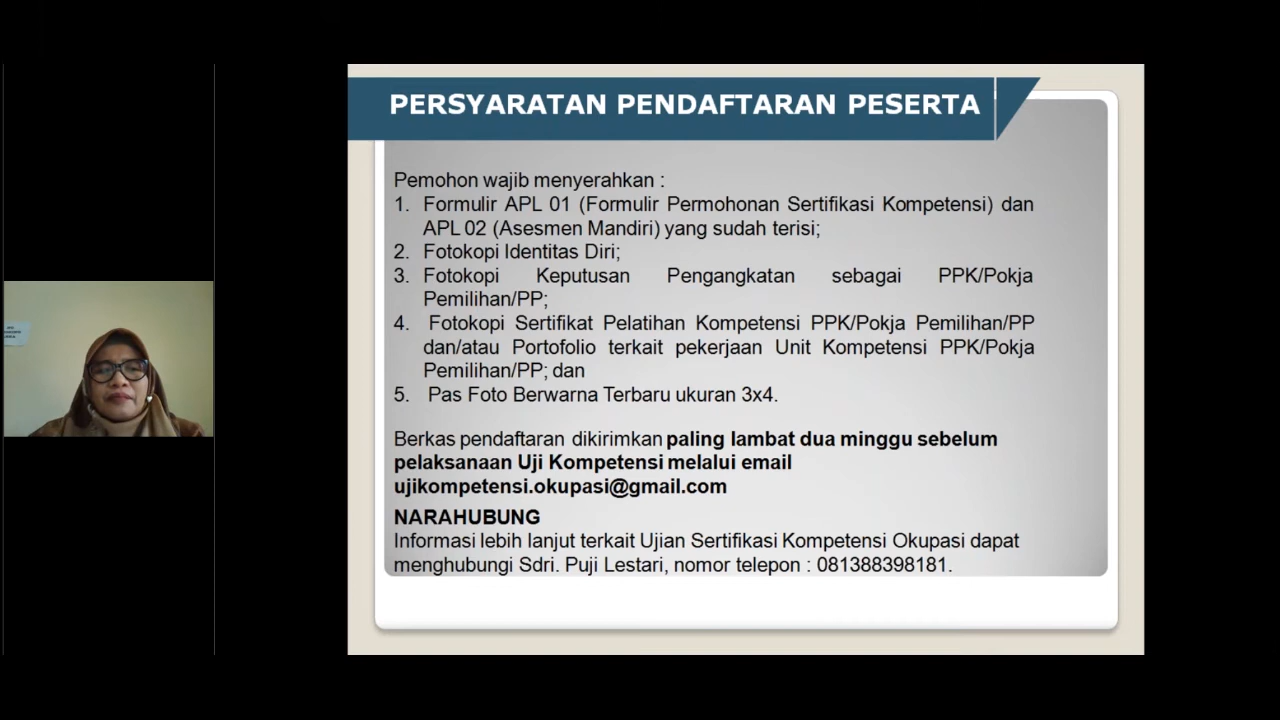 PERSYARATAN PENDAFTARAN PESERTA
Pemohon wajib menyerahkan :
1. Formulir APL 01 (Formulir Permohonan Sertifikasi Kompetensi) dan
APL 02 (Asesmen Mandiri) yang sudah terisi;
2. Fotokopi Identitas Diri;
3. Fotokopi Keputusan Pengangkatan sebagai PPK/Pokja
Pemilihan/PP;
4. Fotokopi Sertifikat Pelatihan Kompetensi PPK/Pokja Pemilihan/PP
dan/atau Portofolio terkait pekerjaan Unit Kompetensi PPK/Pokja
Pemilihan/PP; dan
5. Pas Foto Berwarna Terbaru ukuran 3x4.
Berkas pendaftaran dikirimkan paling lambat dua minggu sebelum
pelaksanaan Uji Kompetensi melalui email
ujikompetensi.okupasi@gmail.com
NARAHUBUNG
Informasi lebih lanjut terkait Ujian Sertifikasi Kompetensi Okupasi dapat
menghubungi Sdri. Puji Lestari, nomor telepon : 081388398181.